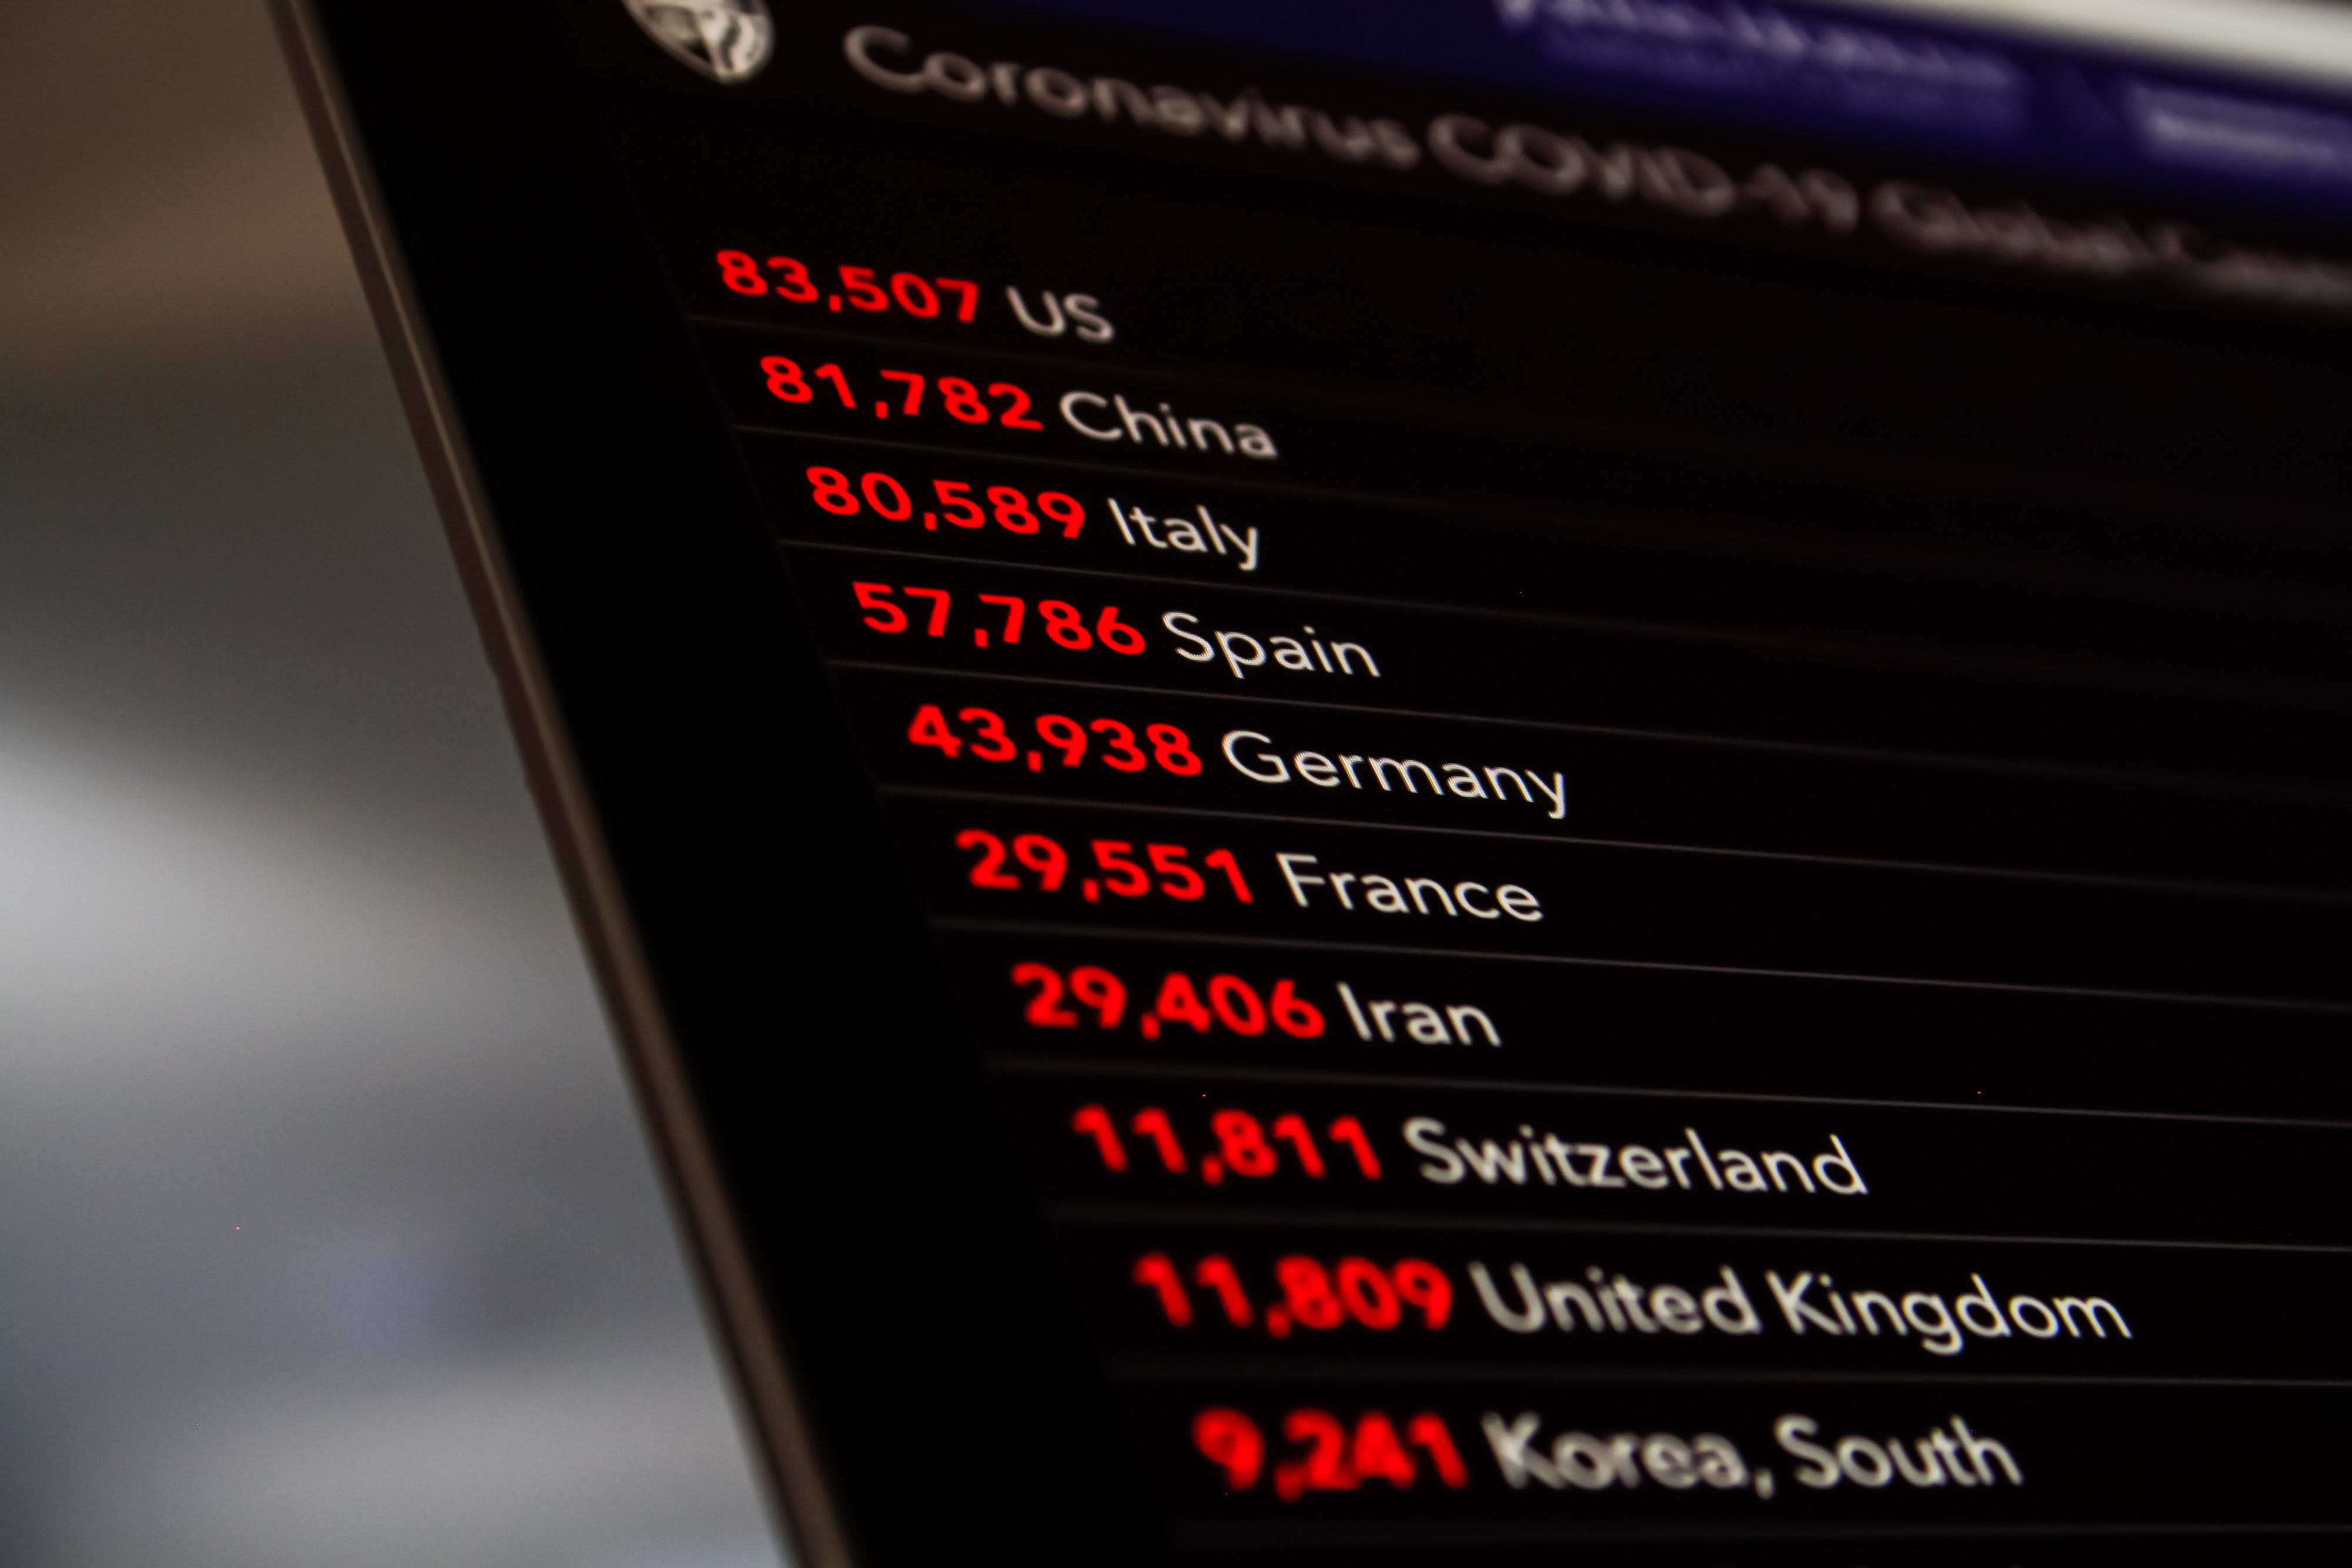 Coronavirus COVID-19 Global Cases
83,507 US
81,782 China
80,589 Italy
57,786 Spain
43,938 Germany
29,551 France
29,406 Iran
11,811 Switzerland
11,809 United Kingdom
9,241 Korea, South